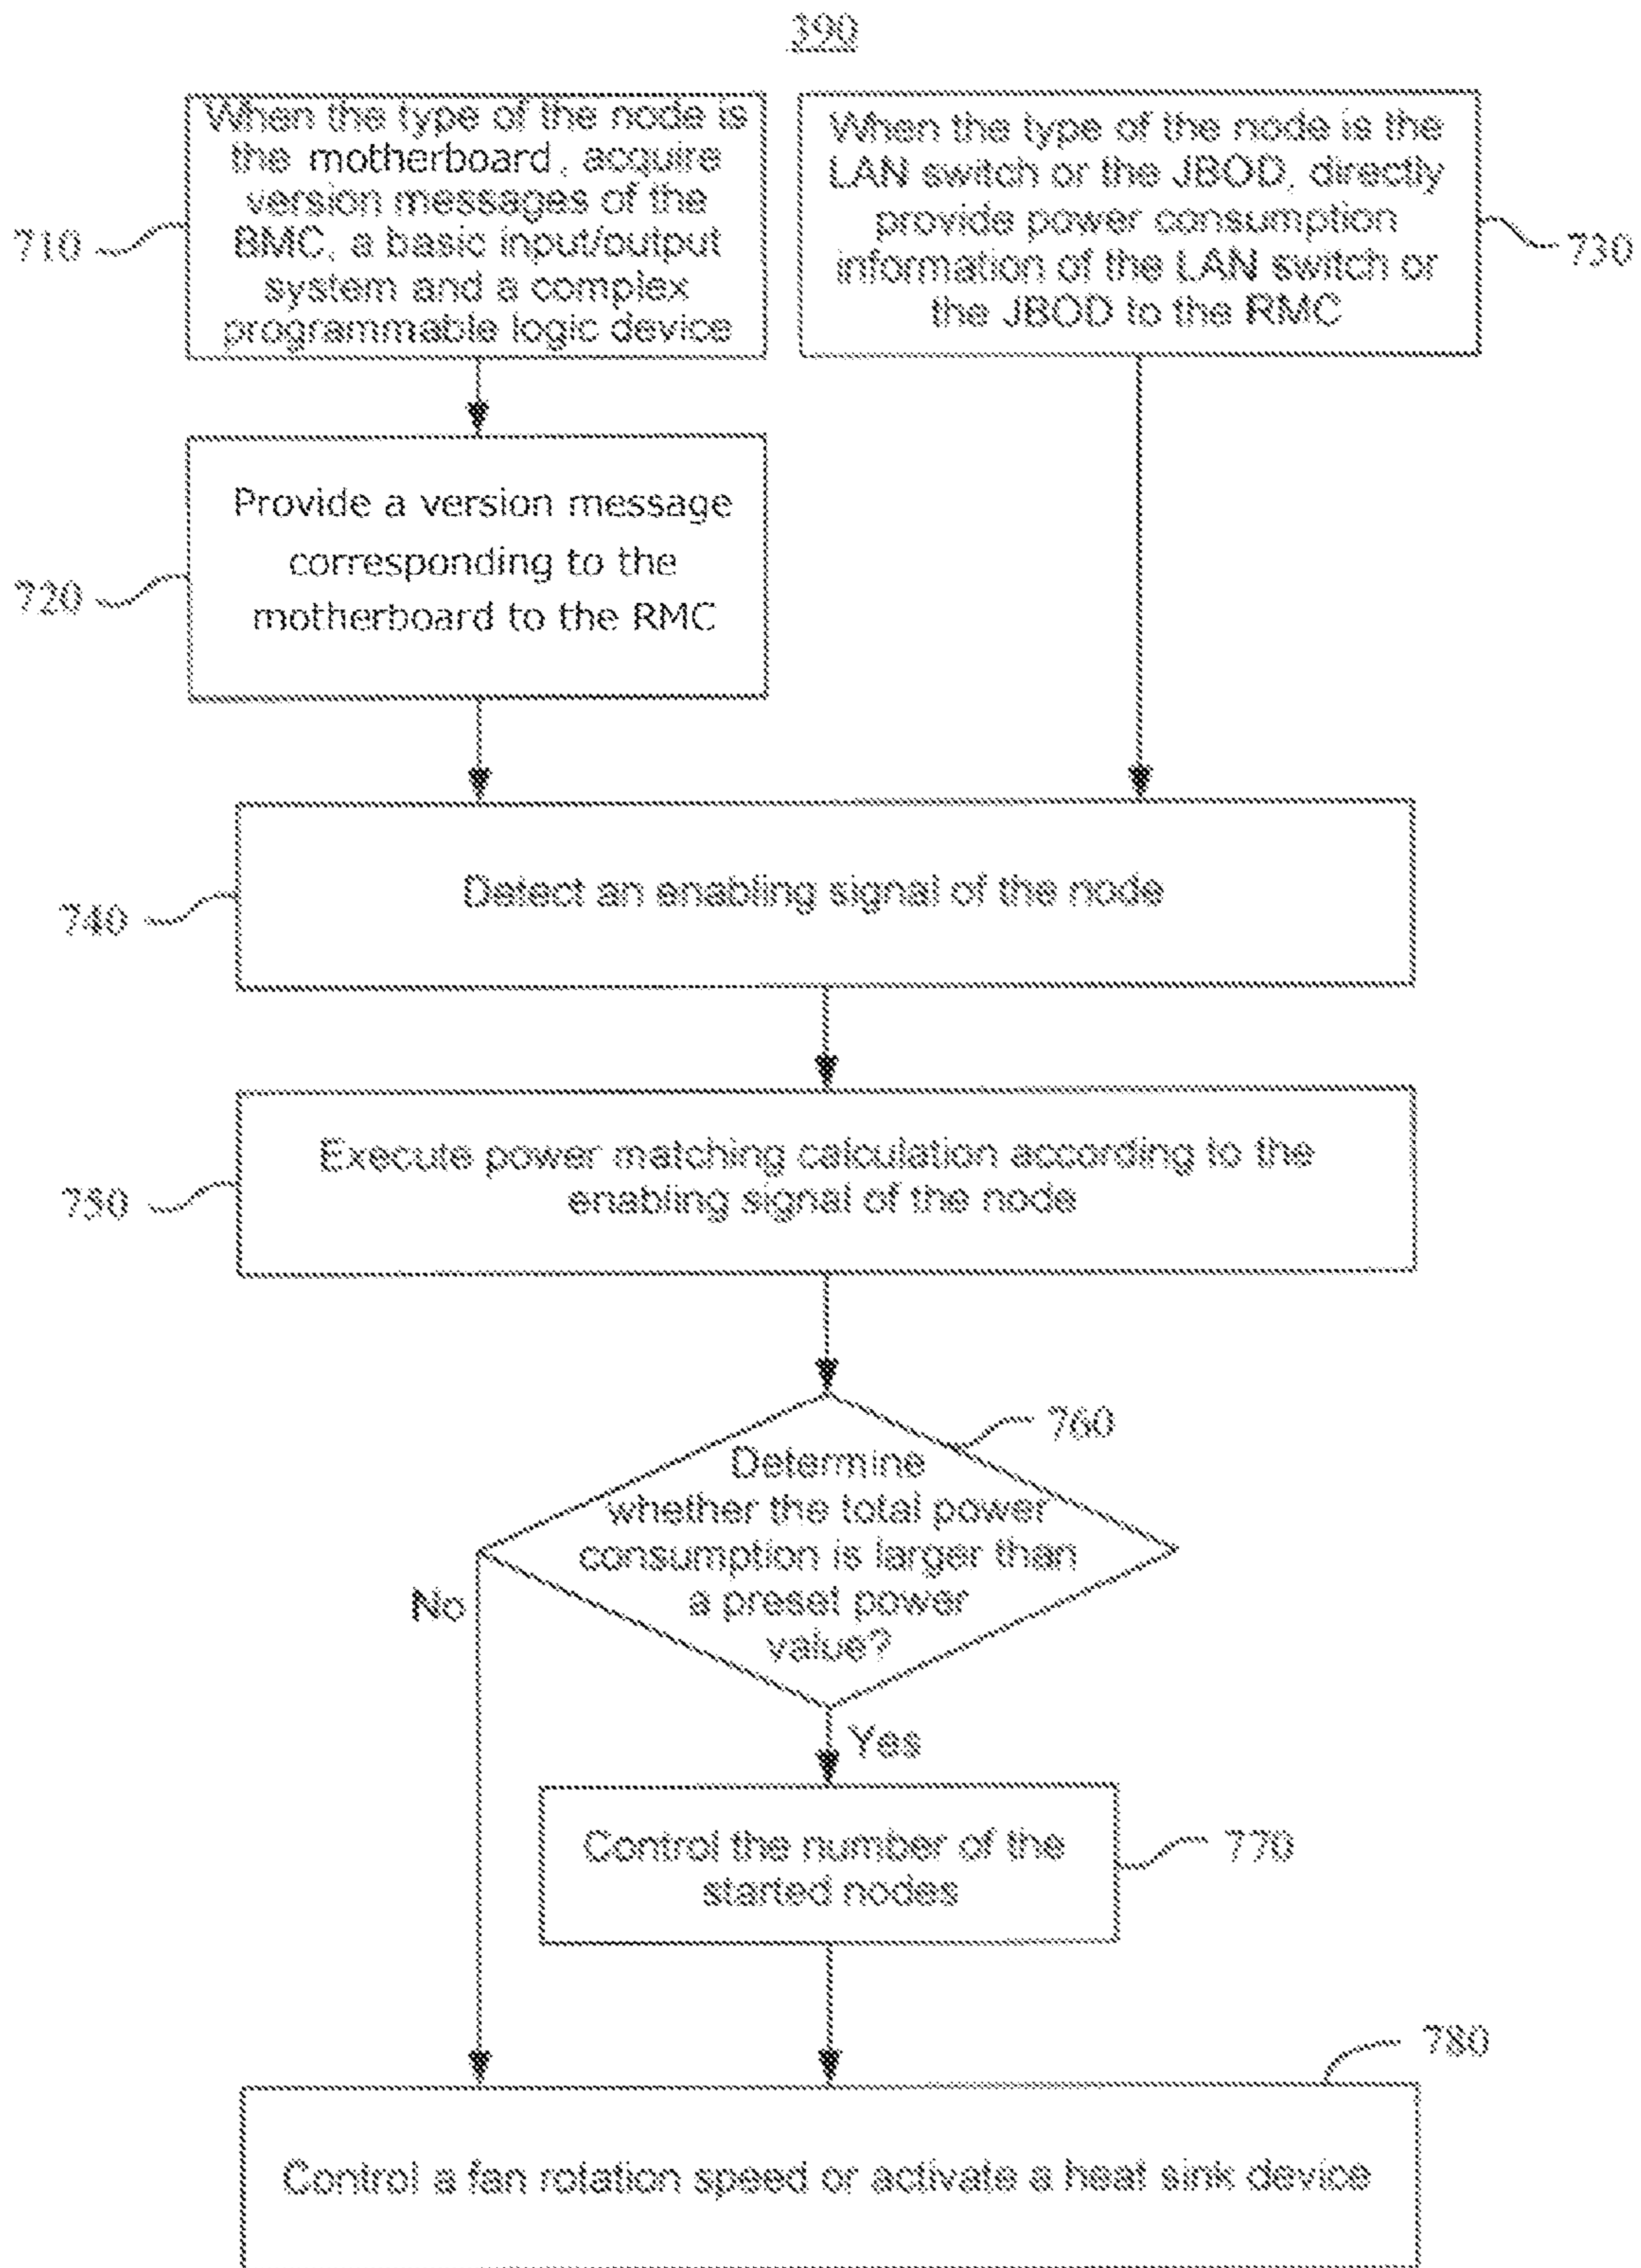 390
When the type of the node is
the motherboard, acquire
version messages of the
BMC, a basic input/output
system and a complex
programmable logic device
710
When the type of the node is the
LAN switch or the JBOD, directly
provide power consumption
information of the LAN switch or
the JBOD to the RMC
730
Provide a version message
corresponding to the
motherboard to the RMC
720
Detect an enabling signal of the node
740
Execute power matching calculation according to the
enabling signal of the node
750
760
Determine
whether the total power
consumption is larger than
a preset power
value?
No
Yes
Control the number of the
started nodes
770
780
Control a fan rotation speed or activate a heat sink device